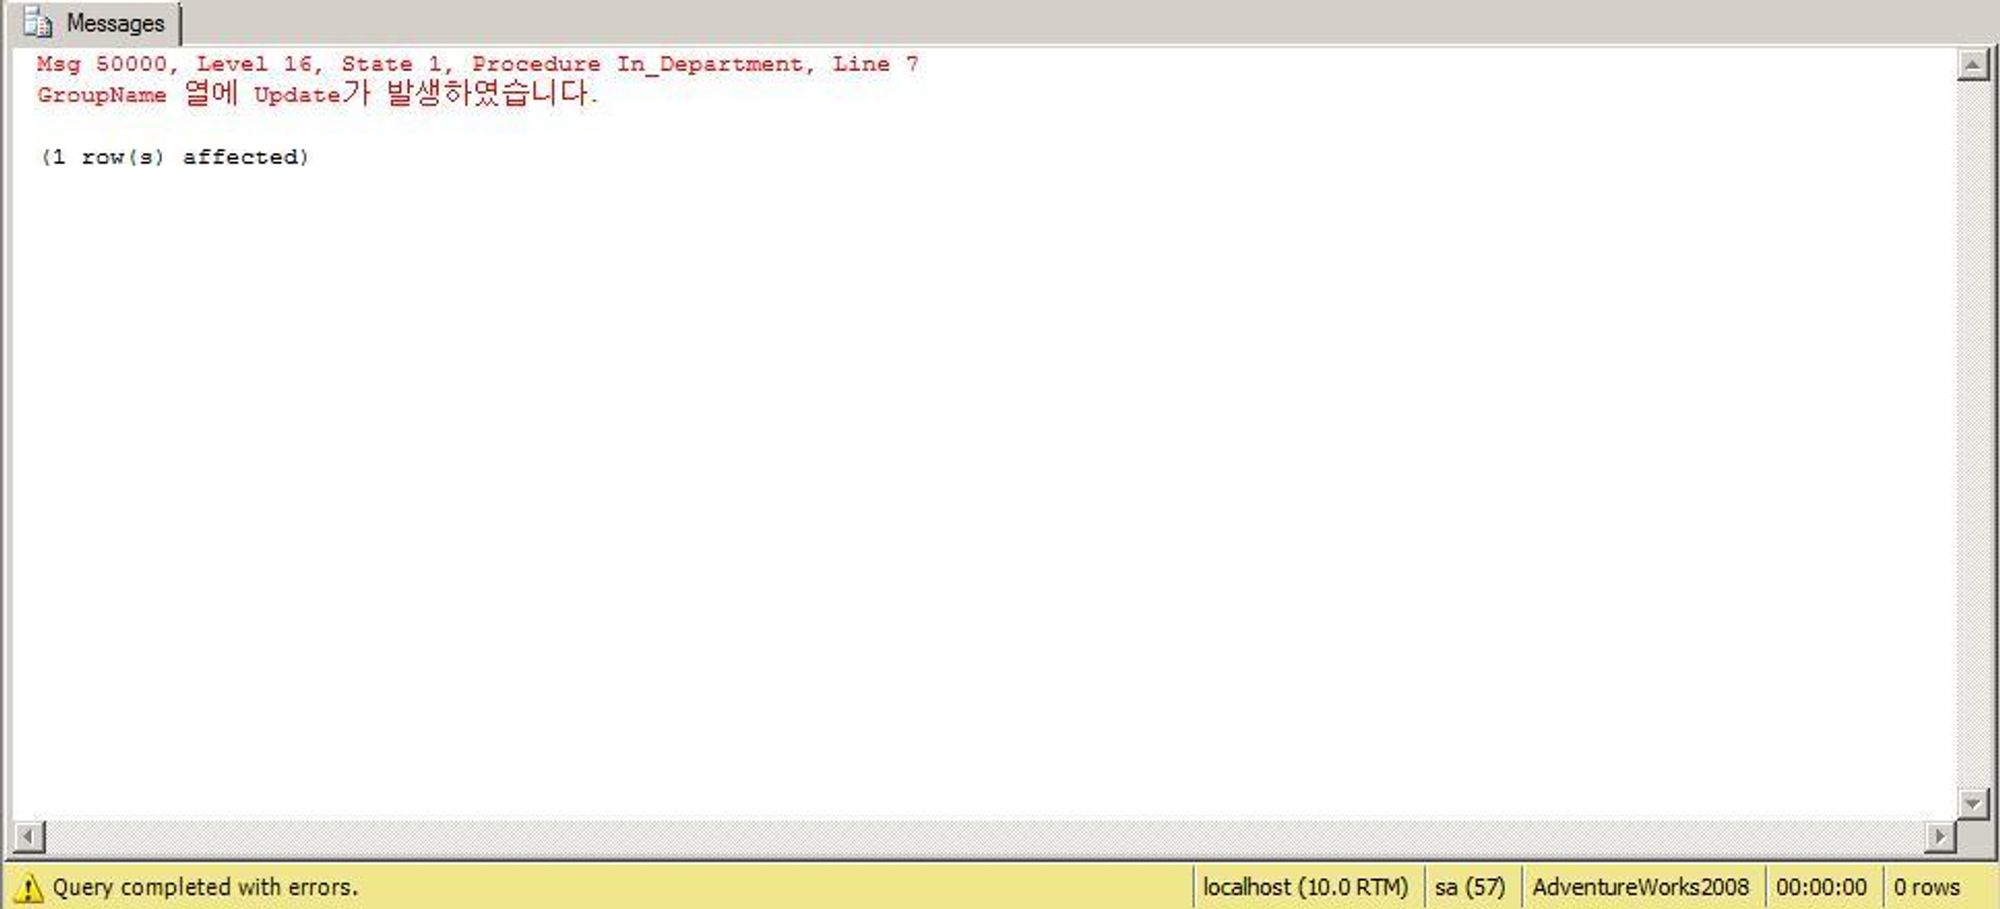 Messages
Msg 50000, Level 16, State 1, Procedure In_Department, Line 7
GroupName 열에 Update가 발생하였습니다.
(1 row(s) affected)
Query completed with errors.
localhost (10.0 RTM)
sa (57)
AdventureWorks2008
00:00:00
0 rows